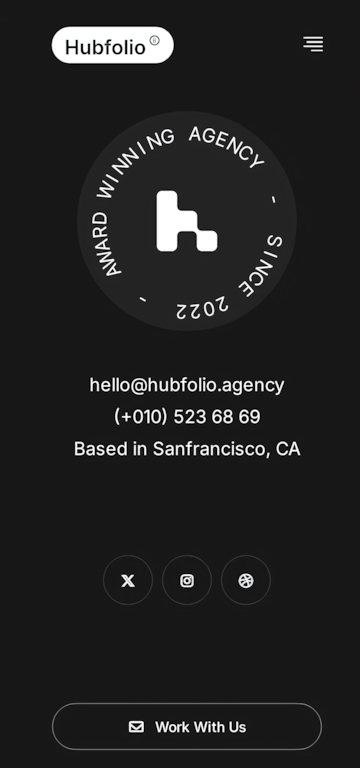 Hubfolio ®
AWARD WINNING AGENCY - SINCE 2022 -
hello@hubfolio.agency
(+010) 523 68 69
Based in Sanfrancisco, CA
Work With Us